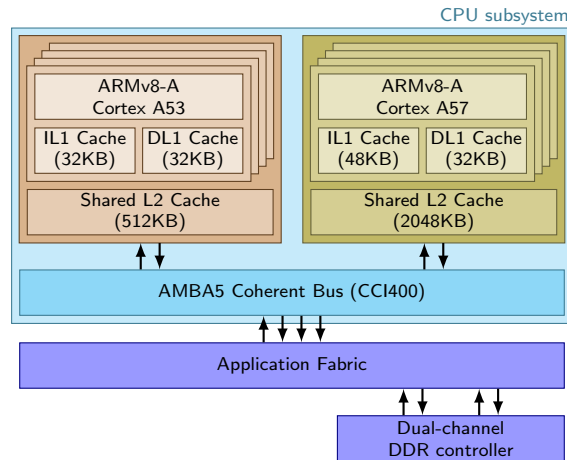 CPU subsystem
ARMv8-A
Cortex A53
IL1 Cache
(32KB)
DL1 Cache
(32KB)
Shared L2 Cache
(512KB)
ARMv8-A
Cortex A57
IL1 Cache
(48KB)
DL1 Cache
(32KB)
Shared L2 Cache
(2048KB)
AMBA5 Coherent Bus (CCI400)
Application Fabric
Dual-channel
DDR controller